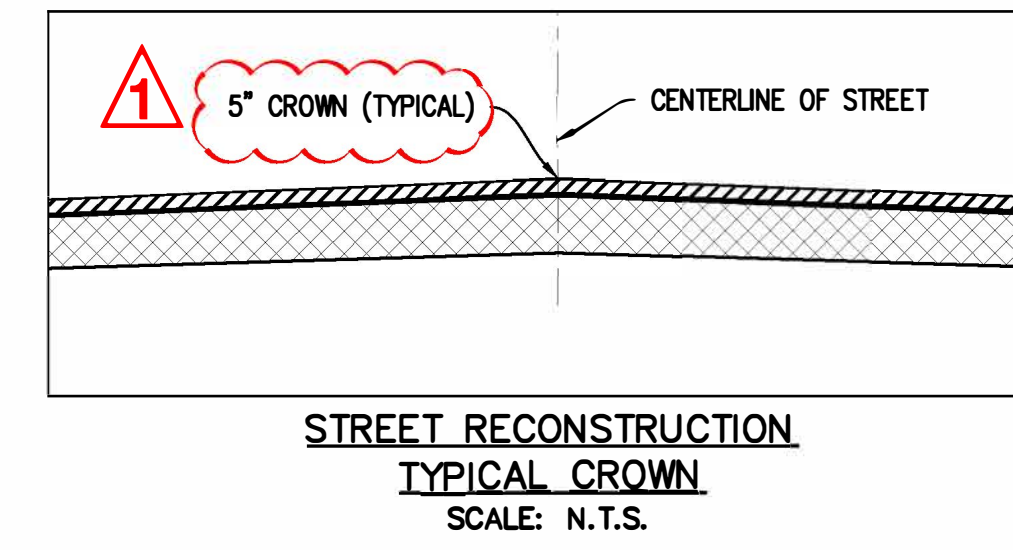 1
5" CROWN (TYPICAL)
CENTERLINE OF STREET
STREET RECONSTRUCTION
TYPICAL CROWN
SCALE: N.T.S.